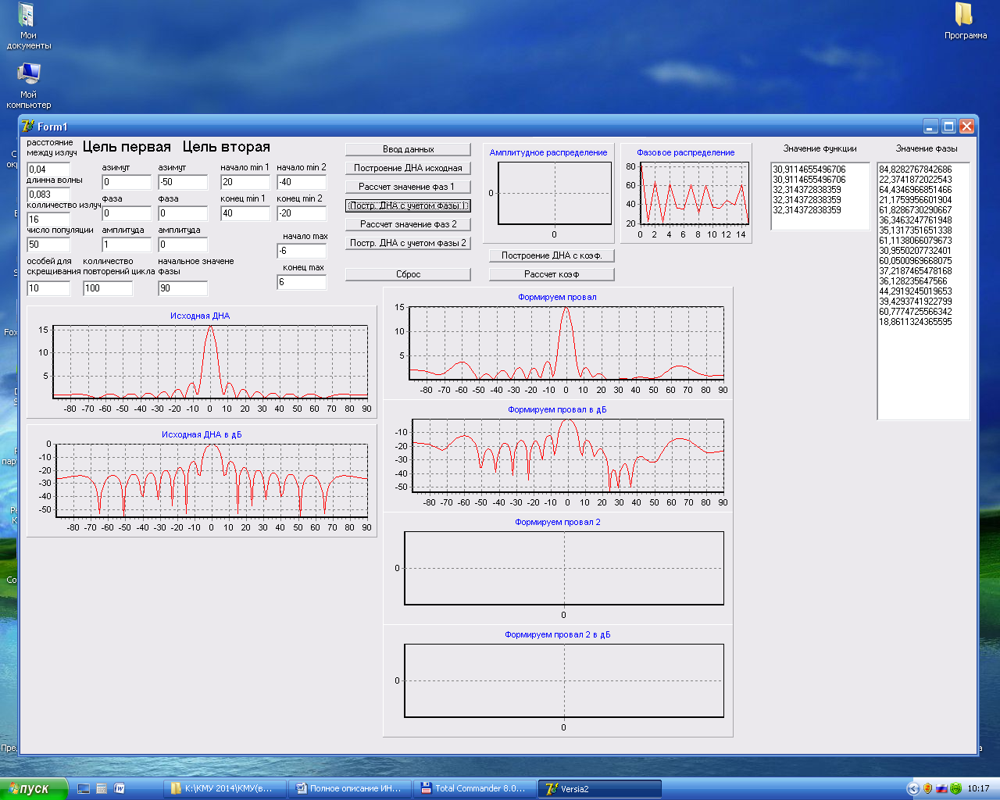 Мои
документы
Мой
компьютер
Программа
Form1
расстояние
между излуч
Цель первая Цель вторая
0,04
длинна волны
0,083
колличество излуч
16
число популяции
50
азимут
0
фаза
0
амплитуда
1
азимут
-50
фаза
0
амплитуда
0
начало min 1
20
конец min 1
40
начало min 2
-40
конец min 2
-20
начало max
-6
конец max
6
особей для
скрещивания
10
колличество
повторений цикла
100
начальное значене
фазы
90
Ввод данных
Построение ДНА исходная
Рассчет значение фаз 1
Постр. ДНА с учетом фазы 1
Рассчет значение фаз 2
Постр. ДНА с учетом фазы 2
Сброс
Амплитудное распределение
0
0
Построение ДНА с коэф.
Рассчет коэф
Фазовое распределение
80
60
40
20
0 2 4 6 8 10 12 14
Значение функции
30,9114655496706
30,9114655496706
32,314372838359
32,314372838359
32,314372838359
Значение фазы
84,8282767842686
22,3741872022543
64,4346966851466
21,1759956601904
61,8286730290667
36,3463247761948
35,1317351651338
61,1138066079673
30,9550207732401
60,0500969668075
37,2187465478168
36,128235647566
44,2919245019653
39,4293741922799
60,7774725566342
18,8611324365595
Исходная ДНА
15
10
5
-80 -70 -60 -50 -40 -30 -20 -10 0 10 20 30 40 50 60 70 80 90
Исходная ДНА в дБ
0
-10
-20
-30
-40
-50
-80 -70 -60 -50 -40 -30 -20 -10 0 10 20 30 40 50 60 70 80 90
Формируем провал
15
10
5
-80 -70 -60 -50 -40 -30 -20 -10 0 10 20 30 40 50 60 70 80 90
Формируем провал в дБ
-10
-20
-30
-40
-50
-80 -70 -60 -50 -40 -30 -20 -10 0 10 20 30 40 50 60 70 80 90
Формируем провал 2
0
0
Формируем провал 2 в дБ
0
0
пуск
K:\КМУ 2014\КМУ(в...
Полное описание ИН...
Total Commander 8.0...
Versia2
10:17